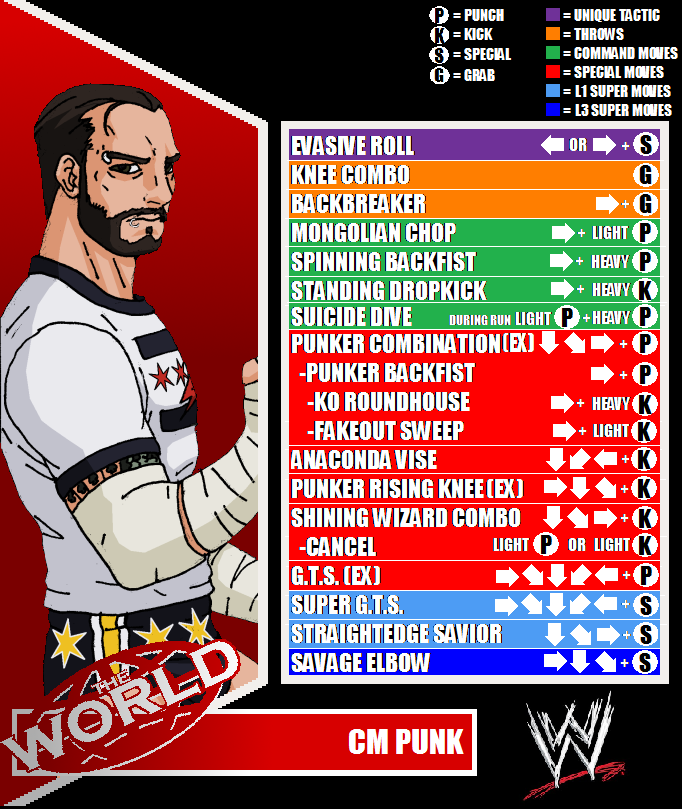 P = PUNCH
K = KICK
S = SPECIAL
G = GRAB
= UNIQUE TACTIC
= THROWS
= COMMAND MOVES
= SPECIAL MOVES
= L1 SUPER MOVES
= L3 SUPER MOVES
EVASIVE ROLL ← OR → + S
KNEE COMBO G
BACKBREAKER → + G
MONGOLIAN CHOP → + LIGHT P
SPINNING BACKFIST → + HEAVY P
STANDING DROPKICK → + HEAVY K
SUICIDE DIVE DURING RUN LIGHT P + HEAVY P
PUNKER COMBINATION (EX) ↓ ↘ → + P
-PUNKER BACKFIST → + P
-KO ROUNDHOUSE → + HEAVY K
-FAKEOUT SWEEP → + LIGHT K
ANACONDA VISE ↓ ↙ ← + K
PUNKER RISING KNEE (EX) → ↓ ↘ + K
SHINING WIZARD COMBO ↓ ↘ → + K
-CANCEL LIGHT P OR LIGHT K
G.T.S. (EX) → ↘ ↓ ↙ ← + P
SUPER G.T.S. → ↘ ↓ ↙ ← + S
STRAIGHTEDGE SAVIOR ↓ ↘ → + S
SAVAGE ELBOW → ↓ ↘ + S
THE
WORLD
CM PUNK
W